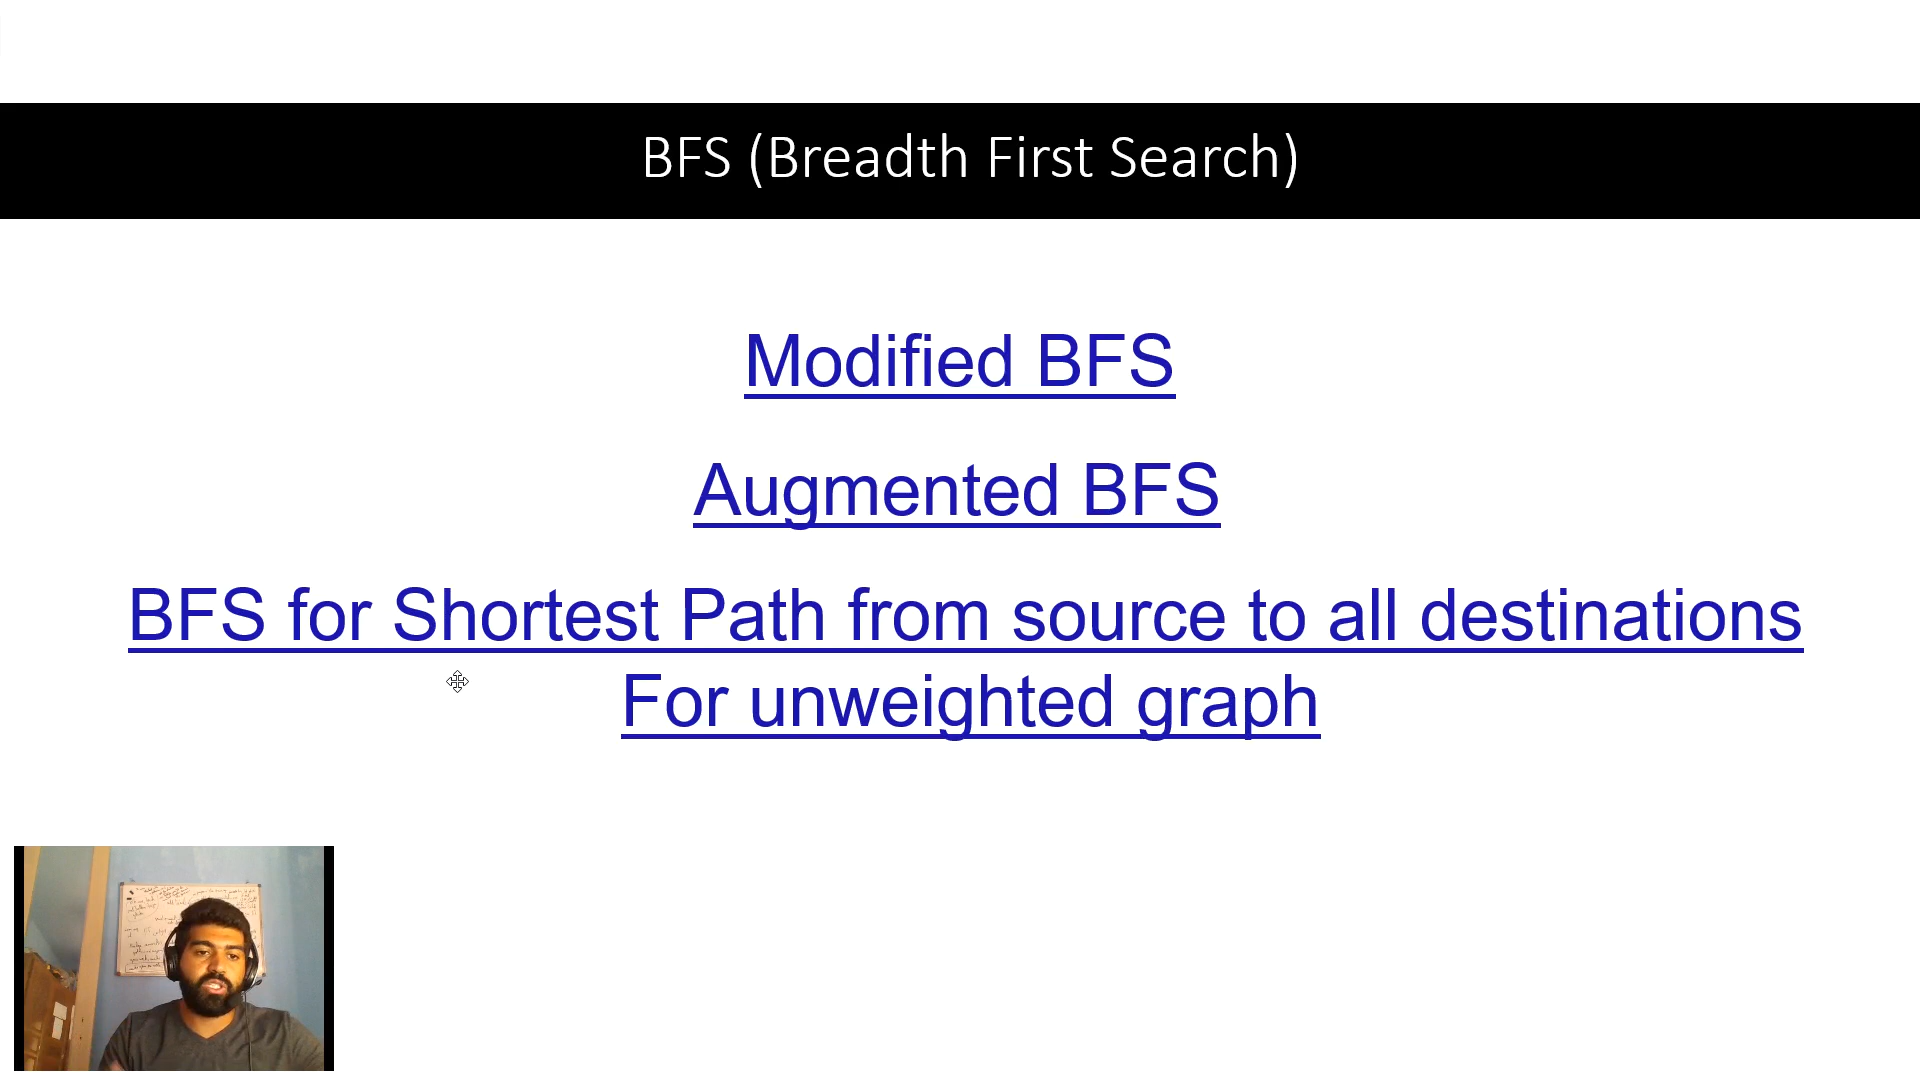 BFS (Breadth First Search)
Modified BFS
Augmented BFS
BFS for Shortest Path from source to all destinations
For unweighted graph